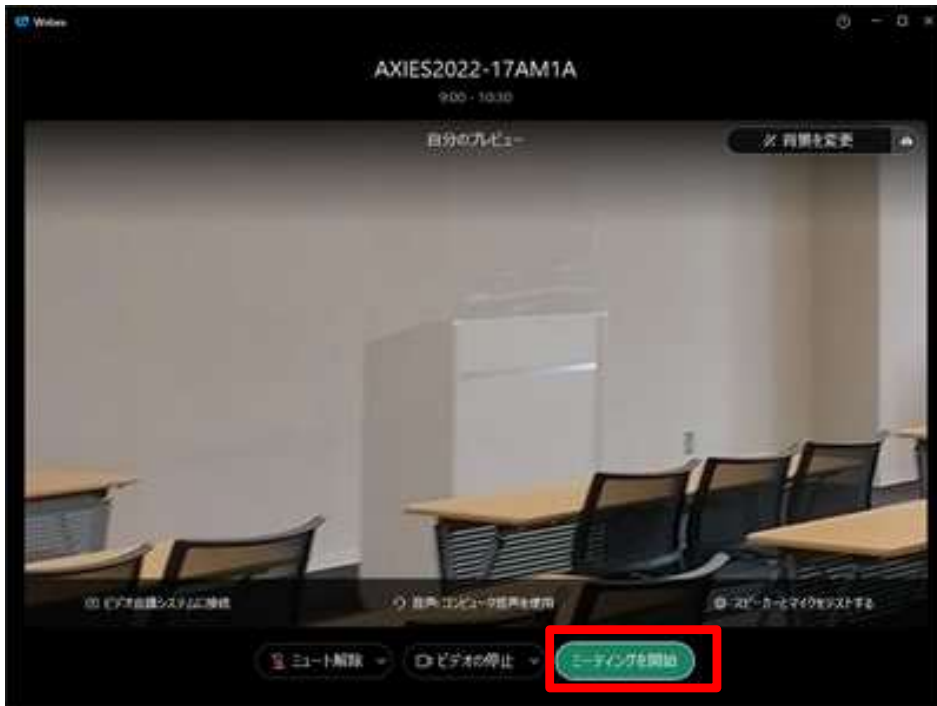 Webex
AXIES2022-17AM1A
9:00 - 10:30
自分のプレビュー
背景を変更
ビデオ会議システムに接続
音声: コンピュータ音声を使用
スピーカーとマイクをテストする
ミュート解除
ビデオの停止
ミーティングを開始